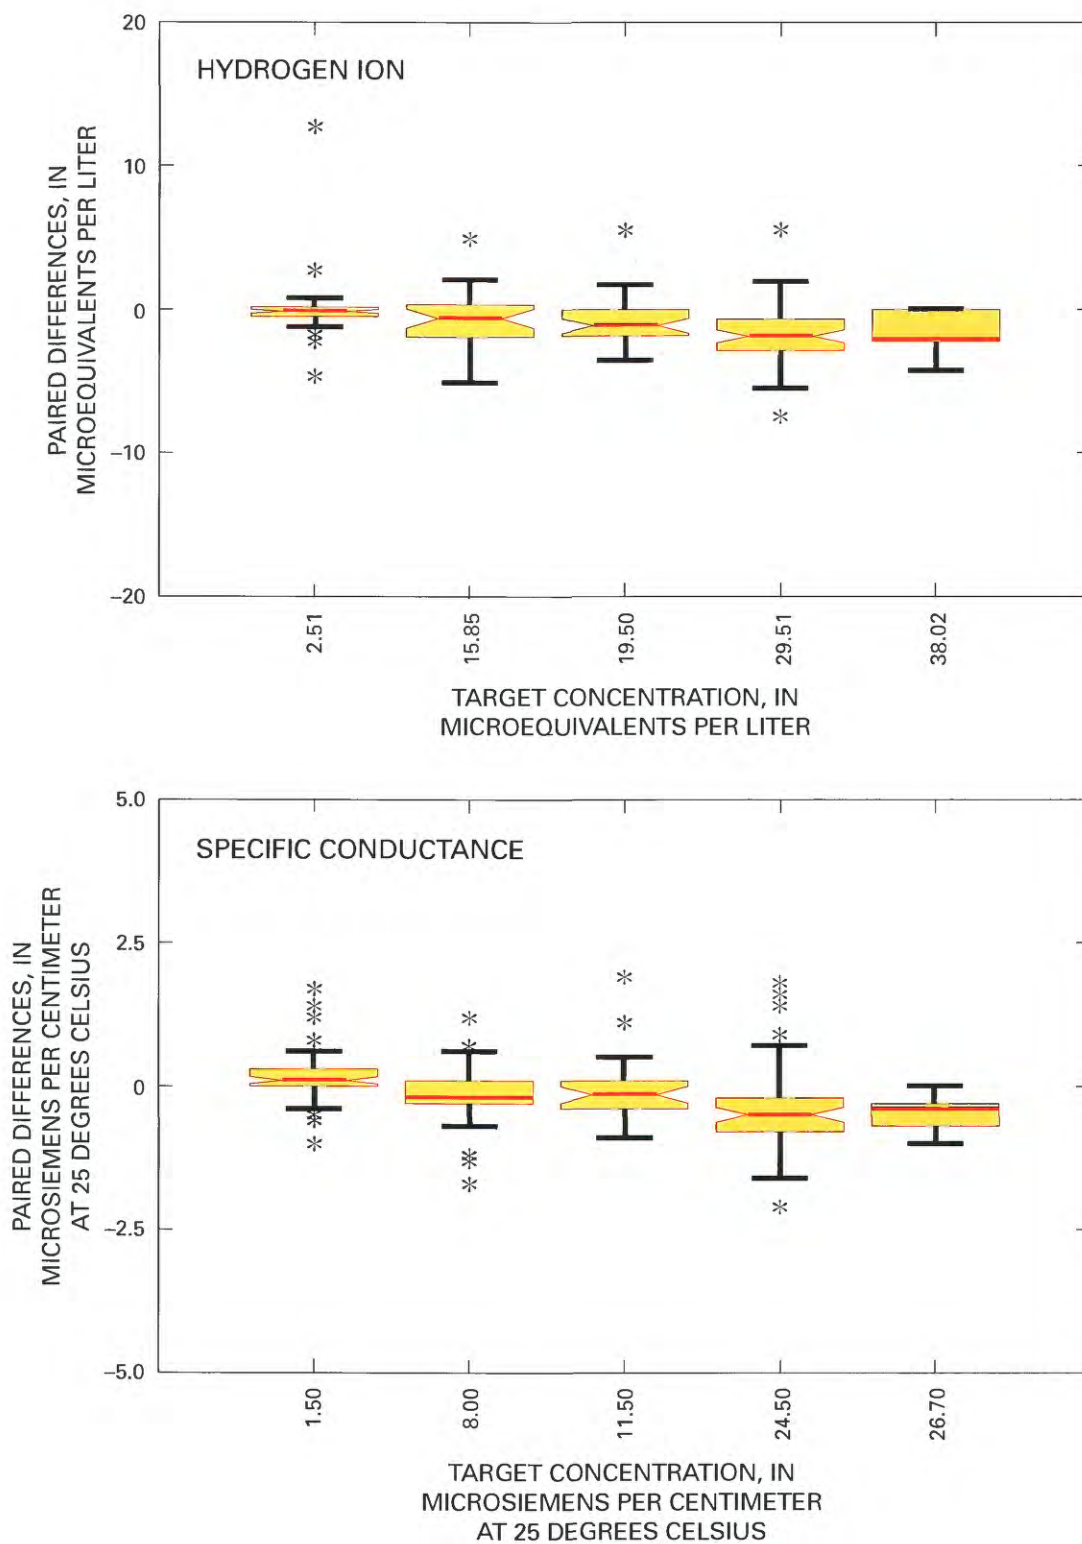 HYDROGEN ION
PAIRED DIFFERENCES, IN
MICROEQUIVALENTS PER LITER
20
10
0
–10
–20
2.51
15.85
19.50
29.51
38.02
TARGET CONCENTRATION, IN
MICROEQUIVALENTS PER LITER
SPECIFIC CONDUCTANCE
PAIRED DIFFERENCES, IN
MICROSIEMENS PER CENTIMETER
AT 25 DEGREES CELSIUS
5.0
2.5
0
–2.5
–5.0
1.50
8.00
11.50
24.50
26.70
TARGET CONCENTRATION, IN
MICROSIEMENS PER CENTIMETER
AT 25 DEGREES CELSIUS